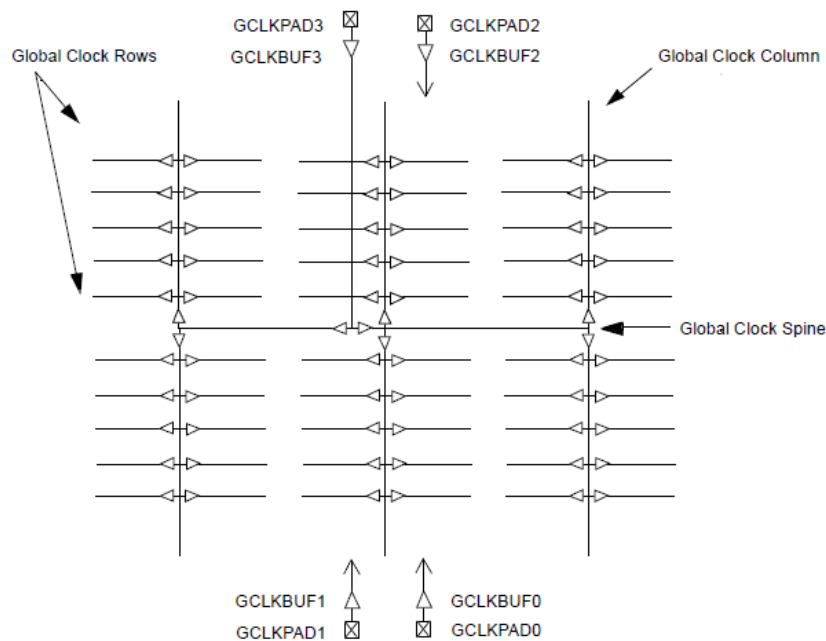 GCLKPAD3
GCLKPAD2
Global Clock Rows
GCLKBUF3
GCLKBUF2
Global Clock Column
Global Clock Spine
GCLKBUF1
GCLKBUF0
GCLKPAD1
GCLKPAD0